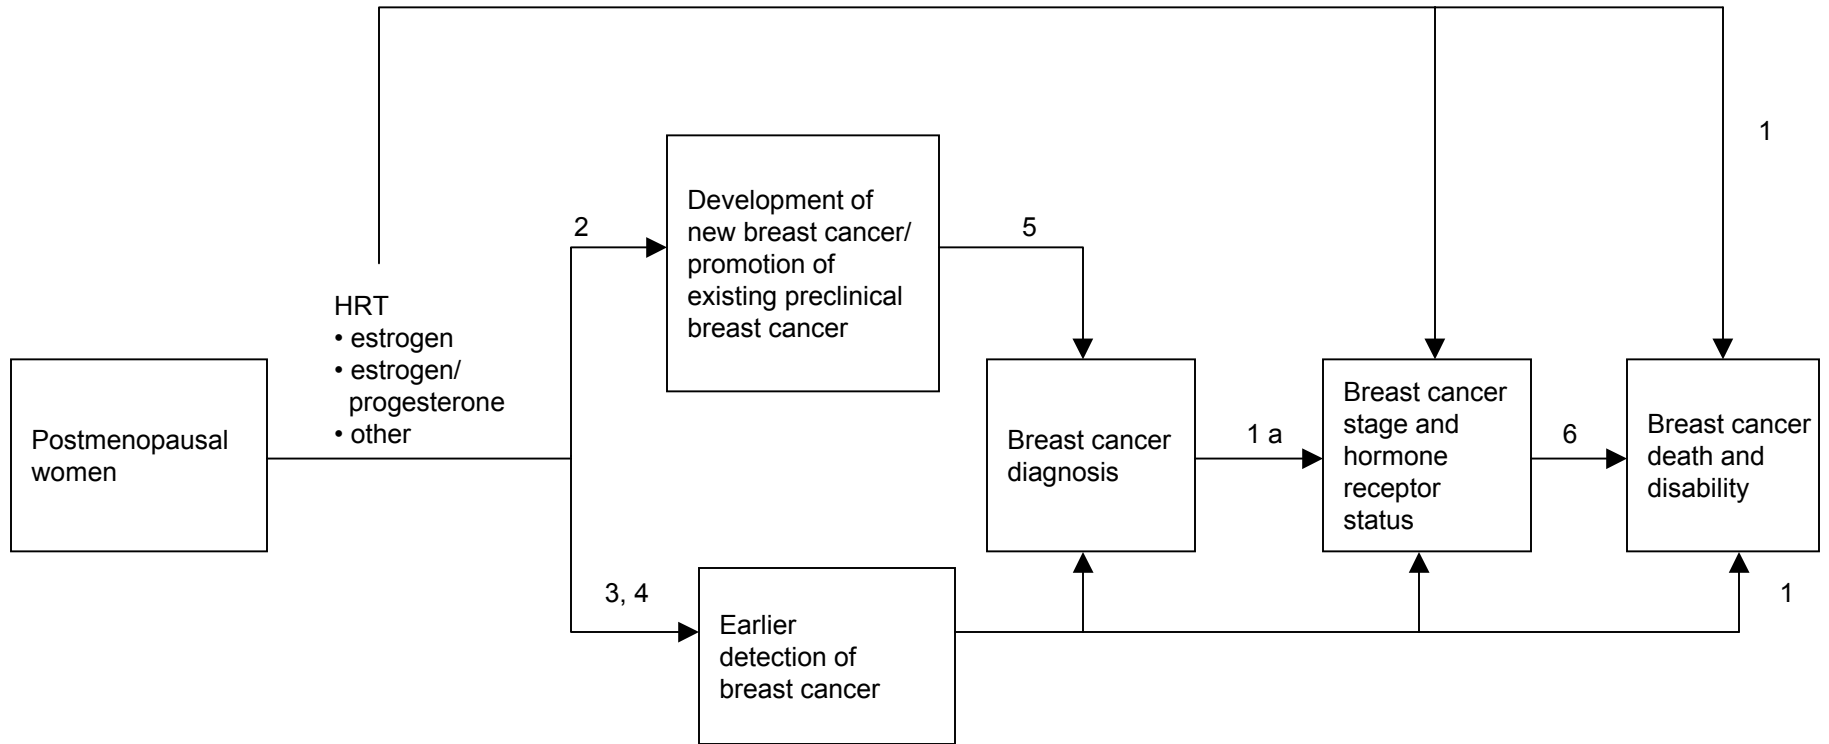 1
2
Development of
new breast cancer/
promotion of
existing preclinical
breast cancer
5
HRT
• estrogen
• estrogen/
progesterone
• other
Postmenopausal
women
Breast cancer
diagnosis
1 a
Breast cancer
stage and
hormone
receptor
status
6
Breast cancer
death and
disability
3, 4
Earlier
detection of
breast cancer
1